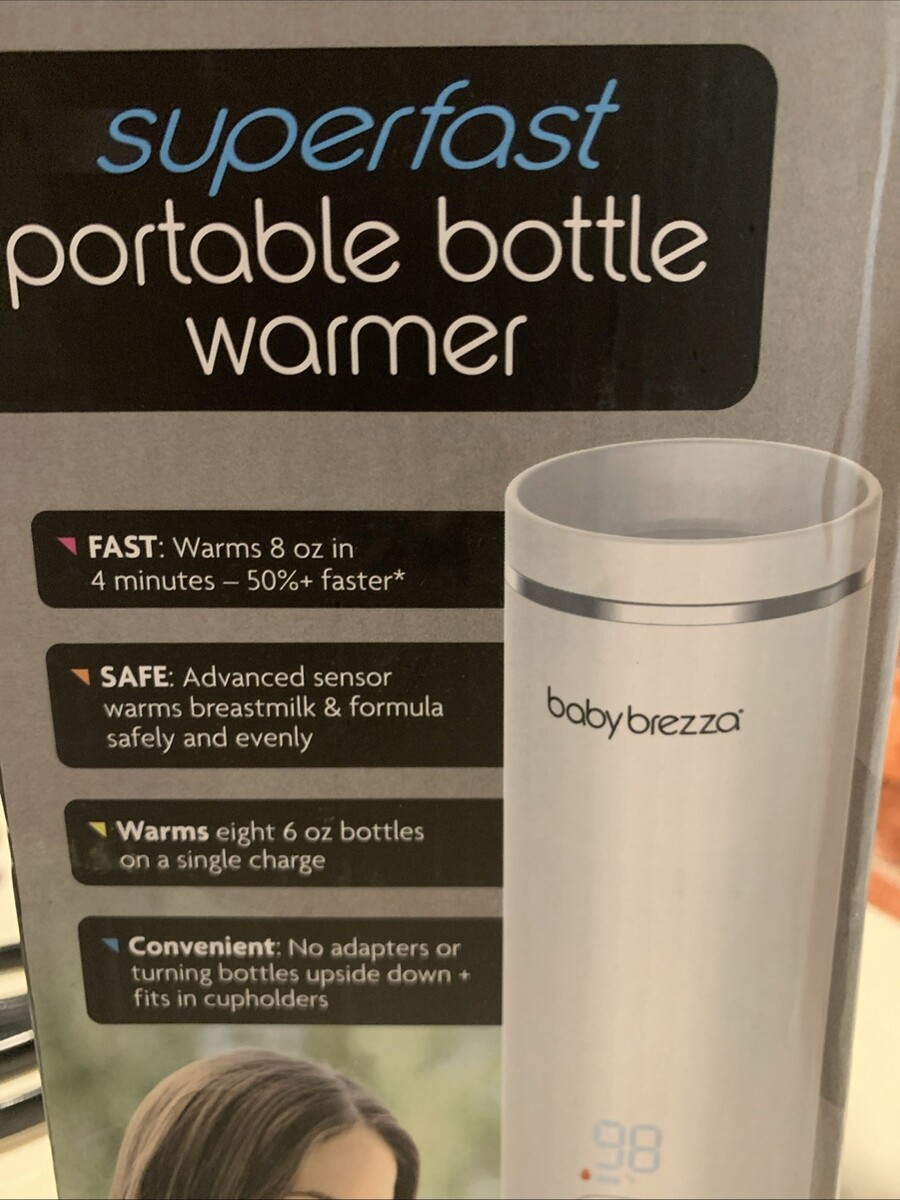 superfast
portable bottle
warmer
FAST: Warms 8 oz in
4 minutes – 50%+ faster*
SAFE: Advanced sensor
warms breastmilk & formula
safely and evenly
Warms eight 6 oz bottles
on a single charge
Convenient: No adapters or
turning bottles upside down +
fits in cupholders
baby brezza
98